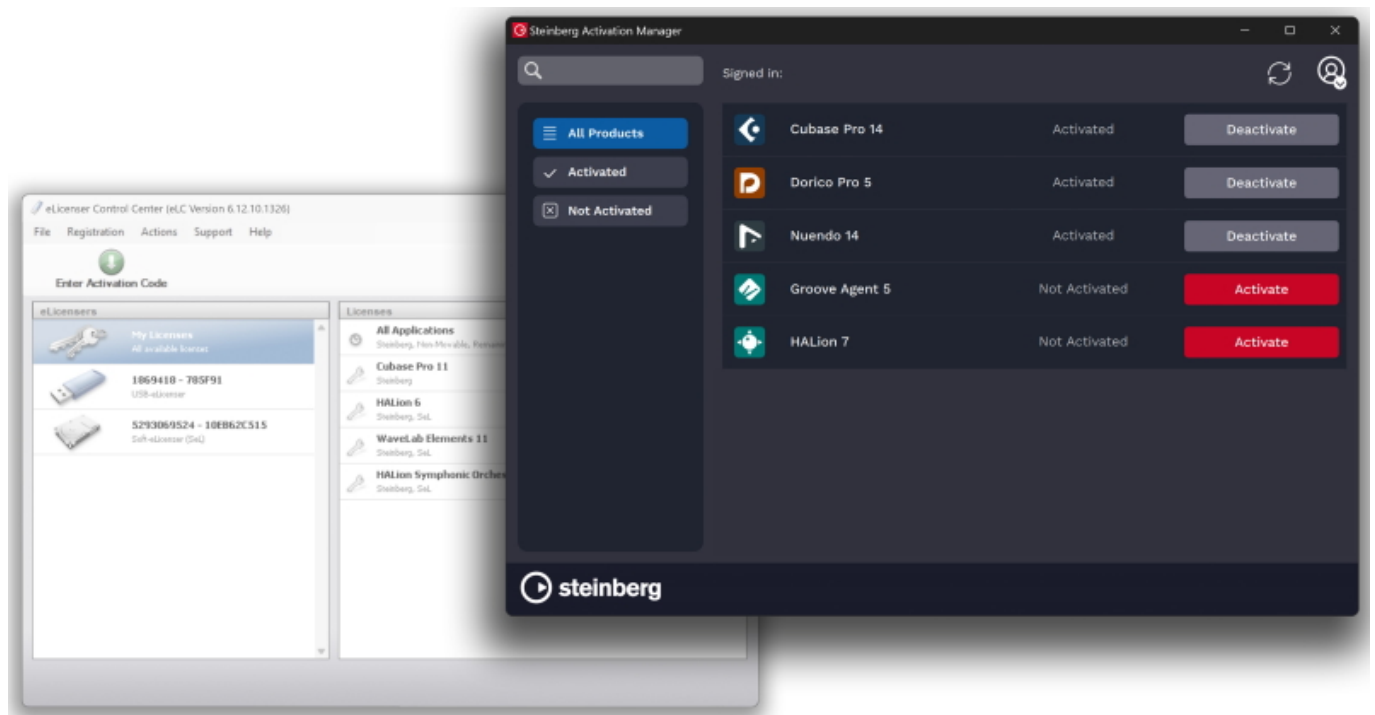 Steinberg Activation Manager
Signed in:
All Products
Activated
Not Activated
Cubase Pro 14 Activated Deactivate
Dorico Pro 5 Activated Deactivate
Nuendo 14 Activated Deactivate
Groove Agent 5 Not Activated Activate
HALion 7 Not Activated Activate
steinberg
eLicenser Control Center (eLC Version 6.12.10.1326)
File Registration Actions Support Help
Enter Activation Code
eLicensers
My Licenses
All available licenses
1869418 - 785F91
USB-eLicenser
5293069524 - 10EB62C515
Soft-eLicenser (SeL)
Licenses
All Applications
Steinberg, Non-Movable,
Cubase Pro 11
Steinberg
HALion 6
Steinberg, SeL
WaveLab Elements 11
Steinberg, SeL
HALion Symphonic
Steinberg, SeL